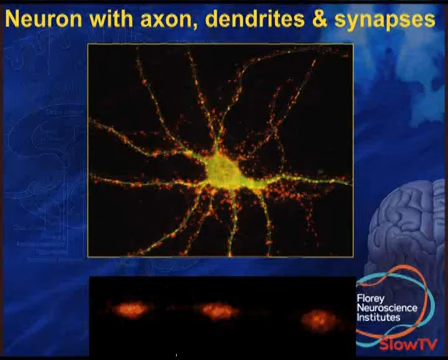 Neuron with axon, dendrites & synapses
Florey
Neuroscience
Institutes
SlowTV